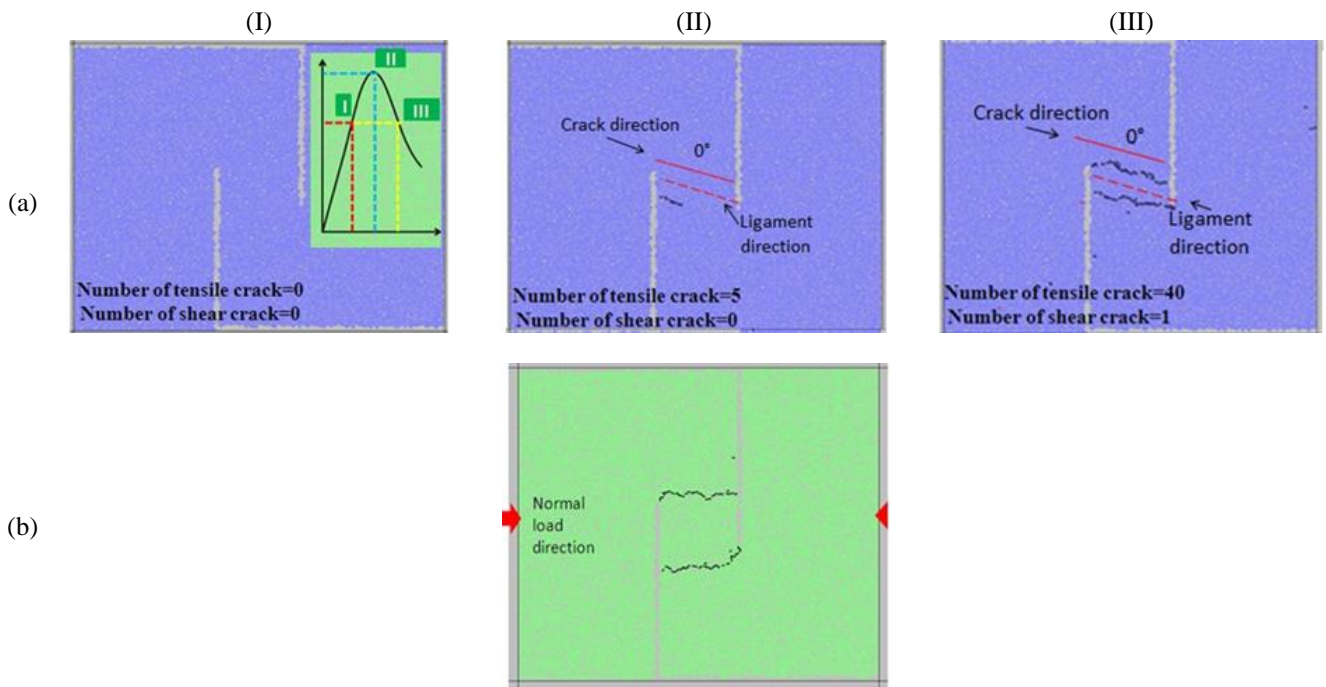 (I)
(II)
(III)
(a)
II
I
III
Number of tensile crack=0
Number of shear crack=0
Crack direction
0°
Ligament
direction
Number of tensile crack=5
Number of shear crack=0
Crack direction
0°
Ligament
direction
Number of tensile crack=40
Number of shear crack=1
(b)
Normal
load
direction